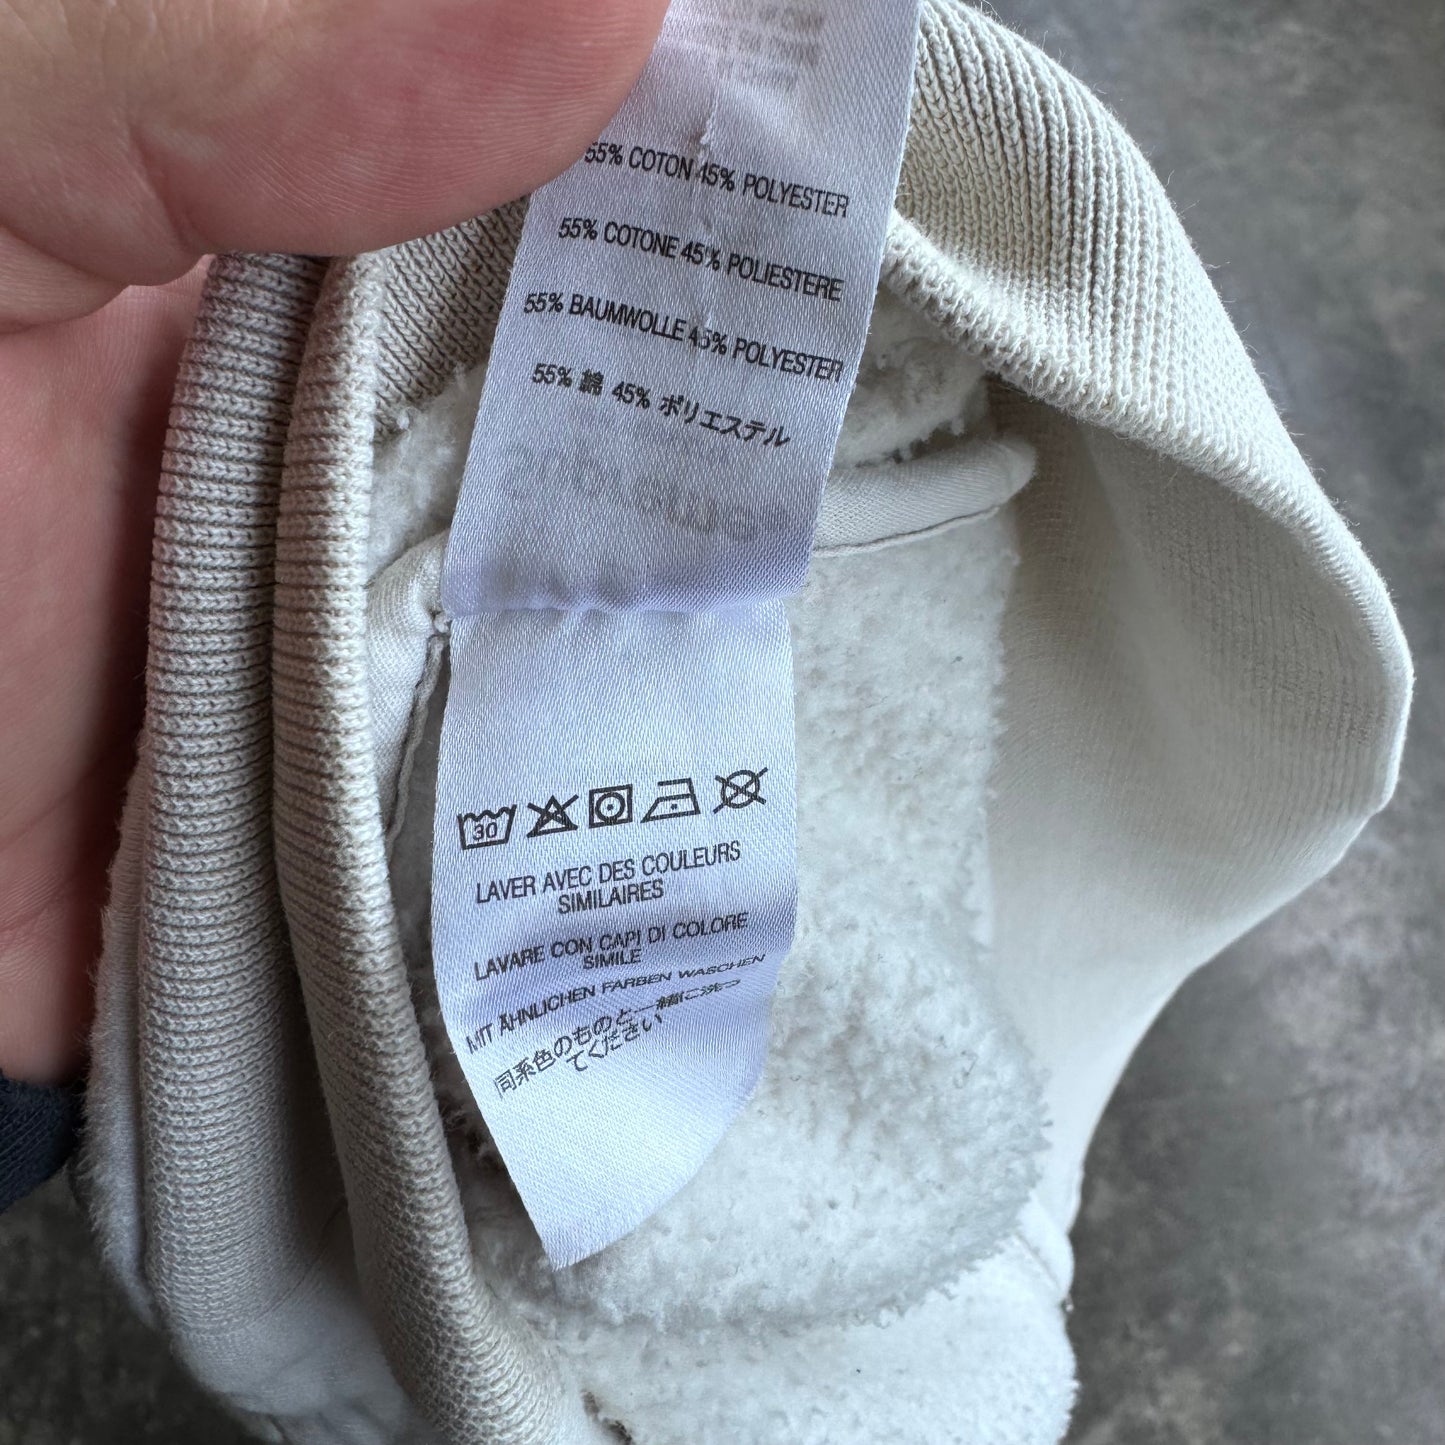 55% COTON 45% POLYESTER
55% COTONE 45% POLIESTERE
55% BAUMWOLLE 45% POLYESTER
55% 綿 45% ポリエステル
30
LAVER AVEC DES COULEURS
SIMILAIRES
LAVARE CON CAPI DI COLORE
SIMILE
MIT ÄHNLICHEN FARBEN WASCHEN
同系色のものと一緒に洗っ
てください